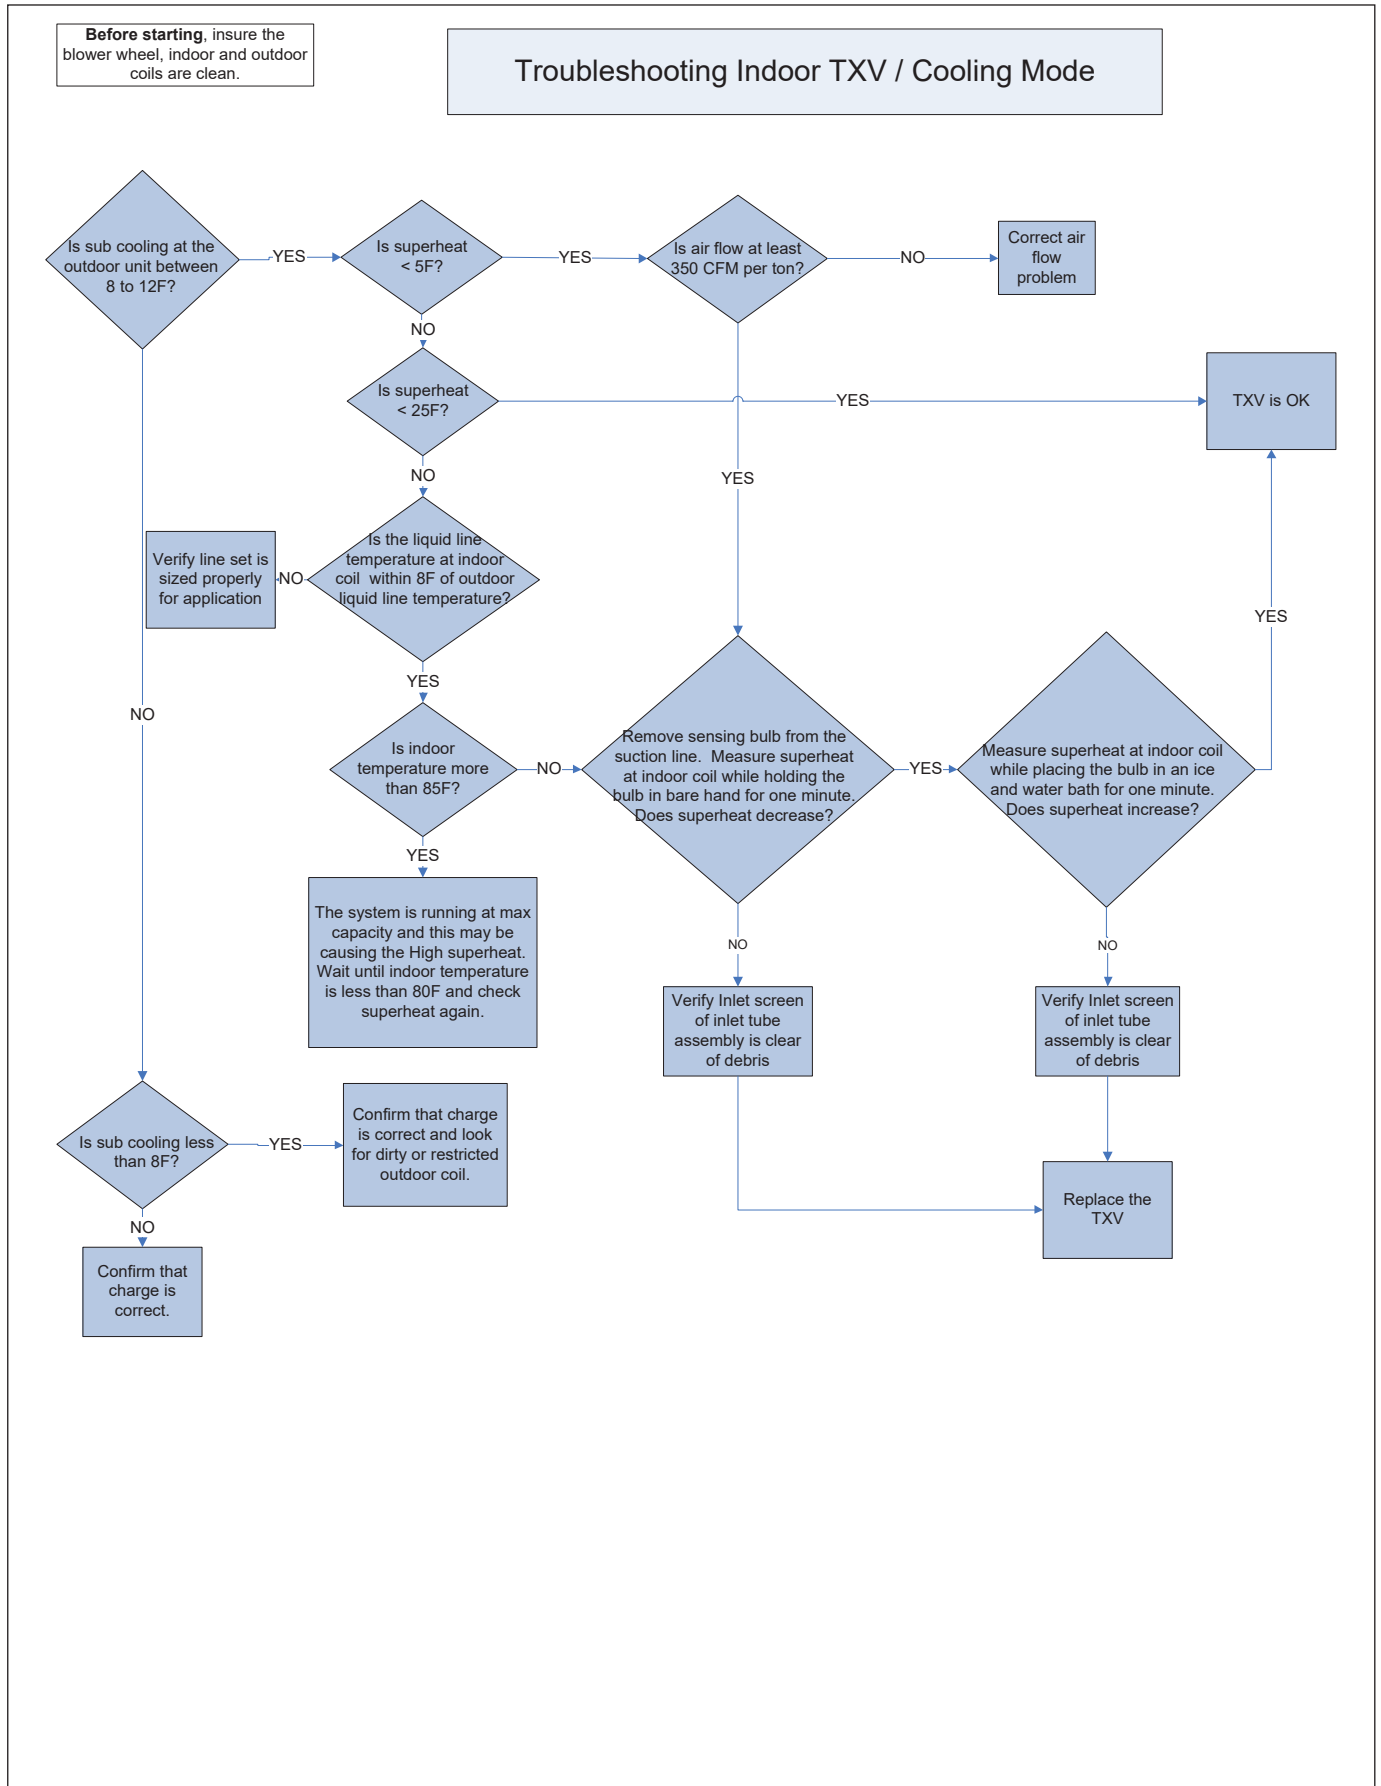 Before starting, insure the
blower wheel, indoor and outdoor
coils are clean.
Troubleshooting Indoor TXV / Cooling Mode
Is sub cooling at the
outdoor unit between
8 to 12F?
YES
Is superheat
< 5F?
YES
Is air flow at least
350 CFM per ton?
NO
Correct air
flow
problem
NO
Is superheat
< 25F?
YES
TXV is OK
NO
YES
Is the liquid line
temperature at indoor
coil  within 8F of outdoor
liquid line temperature?
NO
Verify line set is
sized properly
for application
YES
YES
NO
Is indoor
temperature more
than 85F?
NO
Remove sensing bulb from the
suction line.  Measure superheat
at indoor coil while holding the
bulb in bare hand for one minute.
Does superheat decrease?
YES
Measure superheat at indoor coil
while placing the bulb in an ice
and water bath for one minute.
Does superheat increase?
YES
The system is running at max
capacity and this may be
causing the High superheat.
Wait until indoor temperature
is less than 80F and check
superheat again.
NO
NO
Verify Inlet screen
of inlet tube
assembly is clear
of debris
Verify Inlet screen
of inlet tube
assembly is clear
of debris
Is sub cooling less
than 8F?
YES
Confirm that charge
is correct and look
for dirty or restricted
outdoor coil.
Replace the
TXV
NO
Confirm that
charge is
correct.